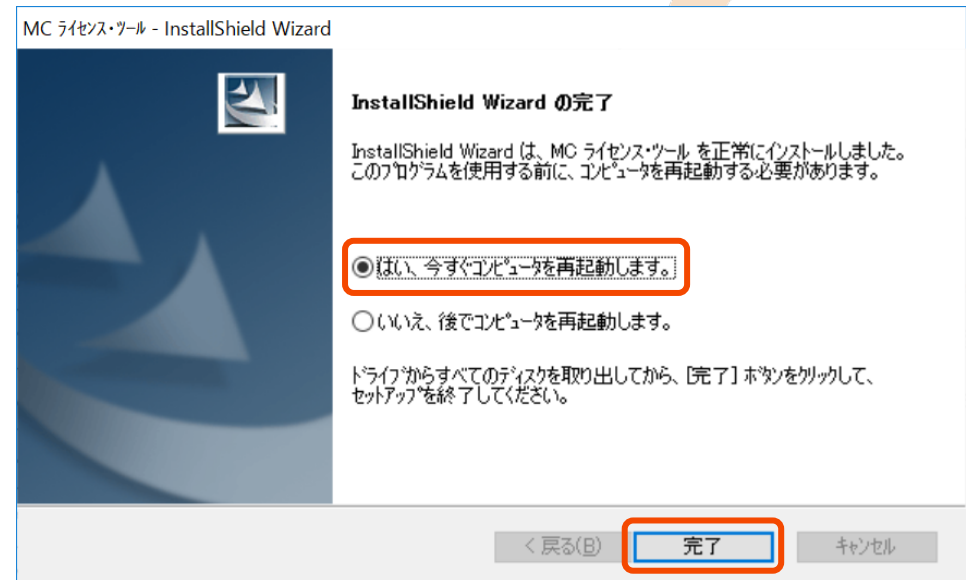 MC ﾗｲｾﾝｽ･ﾂｰﾙ - InstallShield Wizard
InstallShield Wizard の完了
InstallShield Wizard は、MC ﾗｲｾﾝｽ･ﾂｰﾙ を正常にｲﾝｽﾄｰﾙしました。
このﾌﾟﾛｸﾞﾗﾑを使用する前に、ｺﾝﾋﾟｭｰﾀを再起動する必要があります。
はい、今すぐｺﾝﾋﾟｭｰﾀを再起動します。
いいえ、後でｺﾝﾋﾟｭｰﾀを再起動します。
ﾄﾞﾗｲﾌﾞからすべてのﾃﾞｨｽｸを取り出してから、[完了] ﾎﾞﾀﾝをｸﾘｯｸして、
ｾｯﾄｱｯﾌﾟを終了してください。
< 戻る(B)
完了
ｷｬﾝｾﾙ